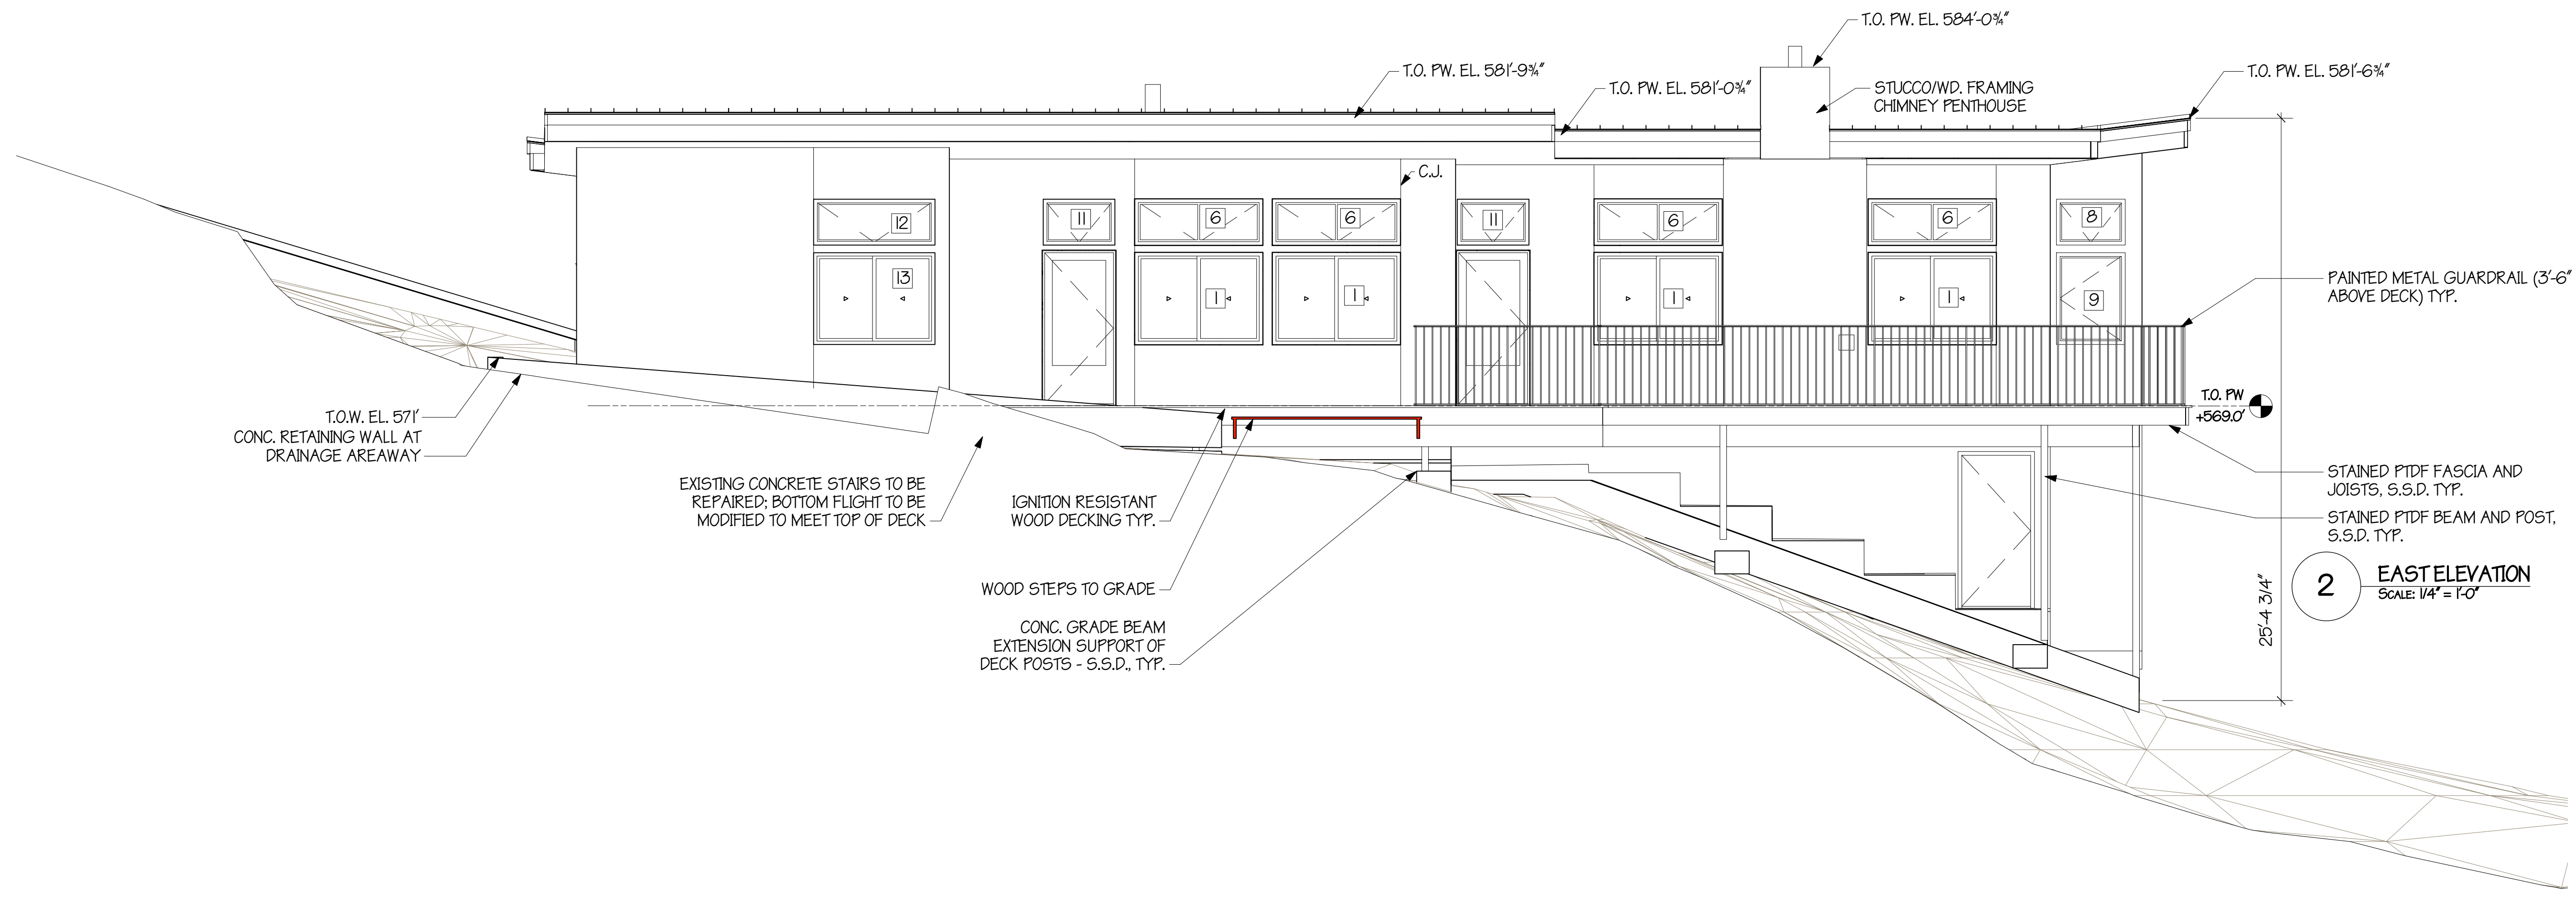 T.O. PW. EL. 584'-0¾"
T.O. PW. EL. 581'-9¾"
T.O. PW. EL. 581'-0¾"
STUCCO/WD. FRAMING
CHIMNEY PENTHOUSE
T.O. PW. EL. 581'-6¾"
C.J.
12
11
6
6
11
6
6
8
13
1
1
1
1
9
PAINTED METAL GUARDRAIL (3'-6"
ABOVE DECK) TYP.
T.O. PW
+569.0'
T.O.W. EL. 571'
CONC. RETAINING WALL AT
DRAINAGE AREAWAY
EXISTING CONCRETE STAIRS TO BE
REPAIRED; BOTTOM FLIGHT TO BE
MODIFIED TO MEET TOP OF DECK
IGNITION RESISTANT
WOOD DECKING TYP.
WOOD STEPS TO GRADE
CONC. GRADE BEAM
EXTENSION SUPPORT OF
DECK POSTS - S.S.D., TYP.
STAINED PTDF FASCIA AND
JOISTS, S.S.D. TYP.
STAINED PTDF BEAM AND POST,
S.S.D. TYP.
25'-4 3/4"
2
EAST ELEVATION
SCALE: 1/4" = 1'-0"